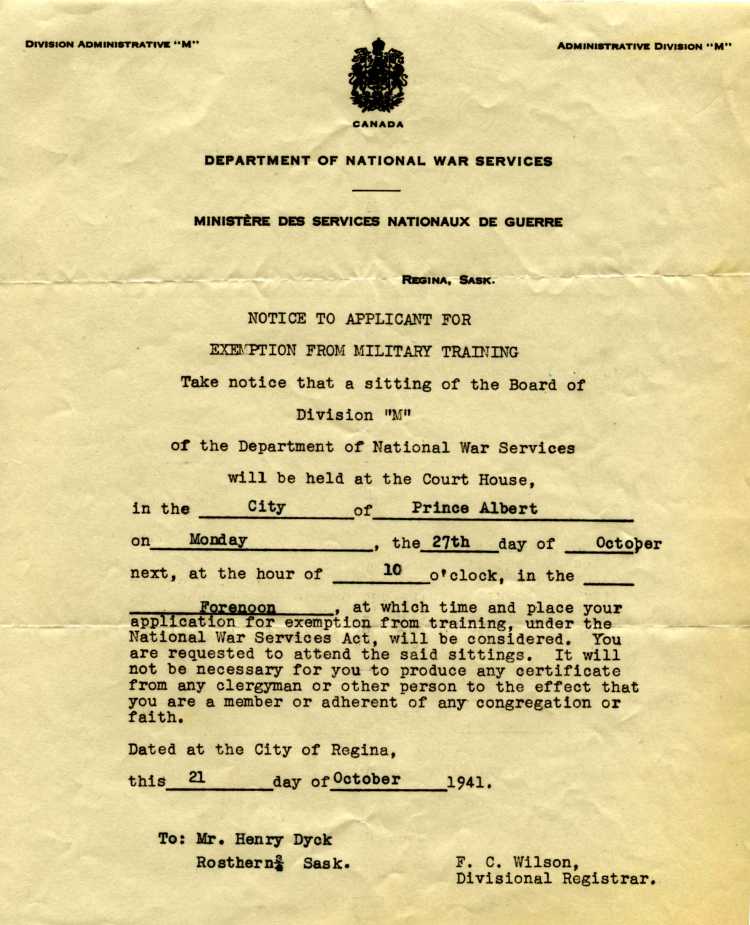 DIVISION ADMINISTRATIVE "M"
ADMINISTRATIVE DIVISION "M"
CANADA
DEPARTMENT OF NATIONAL WAR SERVICES
MINISTÈRE DES SERVICES NATIONAUX DE GUERRE
REGINA, SASK.
NOTICE TO APPLICANT FOR
EXEMPTION FROM MILITARY TRAINING
Take notice that a sitting of the Board of
Division "M"
of the Department of National War Services
will be held at the Court House,
in the City of Prince Albert
on Monday, the 27th day of October
next, at the hour of 10 o'clock, in the
Forenoon, at which time and place your
application for exemption from training, under the
National War Services Act, will be considered. You
are requested to attend the said sittings. It will
not be necessary for you to produce any certificate
from any clergyman or other person to the effect that
you are a member or adherent of any congregation or
faith.
Dated at the City of Regina,
this 21 day of October 1941.
To: Mr. Henry Dyck
Rosthern, Sask.
F. C. Wilson,
Divisional Registrar.